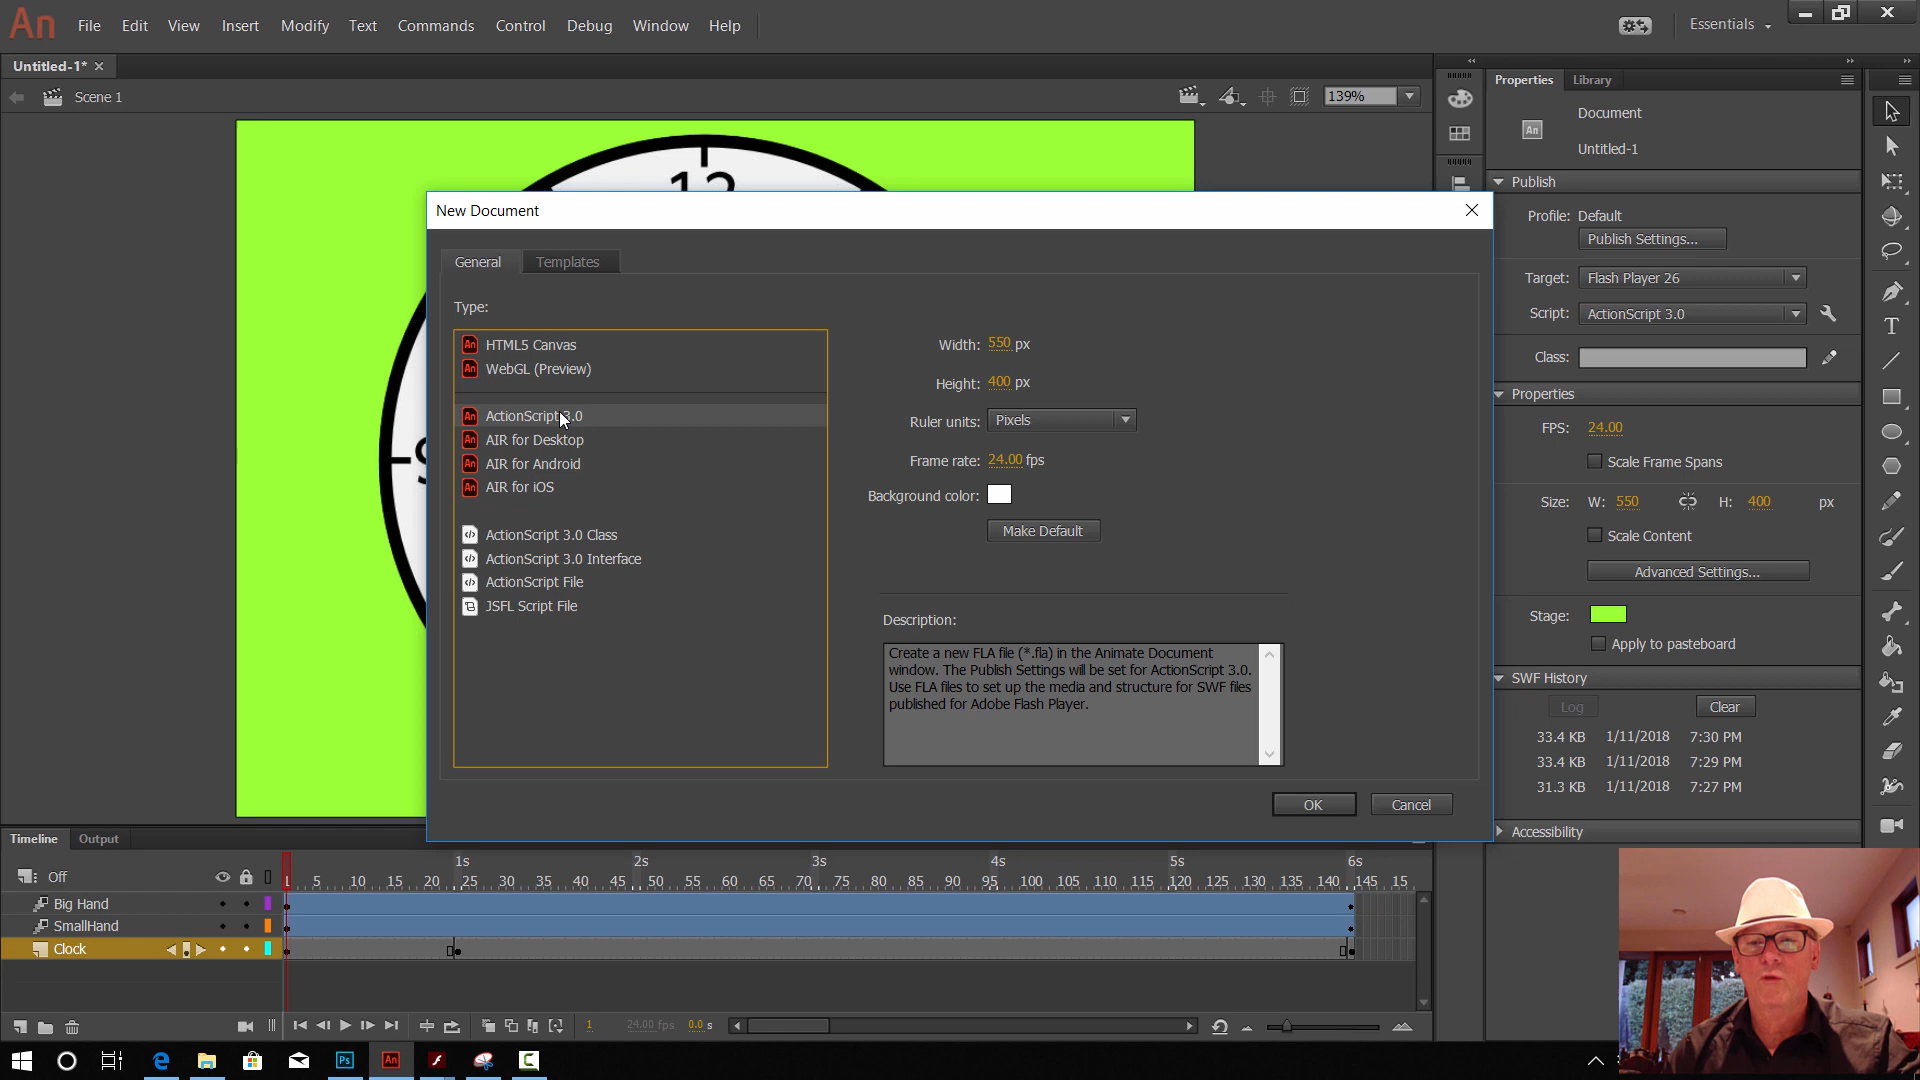 An File Edit View Insert Modify Text Commands Control Debug Window Help Essentials
Untitled-1* ×
Scene 1 139%
Properties Library
An Document
Untitled-1
Publish
Profile: Default
Publish Settings...
Target: Flash Player 26
Script: ActionScript 3.0
Class:
Properties
FPS: 24.00
Scale Frame Spans
Size: W: 550 H: 400 px
Scale Content
Advanced Settings...
Stage:
Apply to pasteboard
SWF History
Log Clear
33.4 KB 1/11/2018 7:30 PM
33.4 KB 1/11/2018 7:29 PM
31.3 KB 1/11/2018 7:27 PM
Accessibility
12
9
New Document
General Templates
Type:
An HTML5 Canvas
An WebGL (Preview)
An ActionScript 3.0
An AIR for Desktop
An AIR for Android
An AIR for iOS
ActionScript 3.0 Class
ActionScript 3.0 Interface
ActionScript File
JSFL Script File
Width: 550 px
Height: 400 px
Ruler units: Pixels
Frame rate: 24.00 fps
Background color:
Make Default
Description:
Create a new FLA file (*.fla) in the Animate Document
window. The Publish Settings will be set for ActionScript 3.0.
Use FLA files to set up the media and structure for SWF files
published for Adobe Flash Player.
OK Cancel
Timeline Output
1s 2s 3s 4s 5s 6s
Off 1 5 10 15 20 25 30 35 40 45 50 55 60 65 70 75 80 85 90 95 100 105 110 115 120 125 130 135 140 145 15
Big Hand
SmallHand
Clock
1 24.00 fps 0.0 s
Ps An